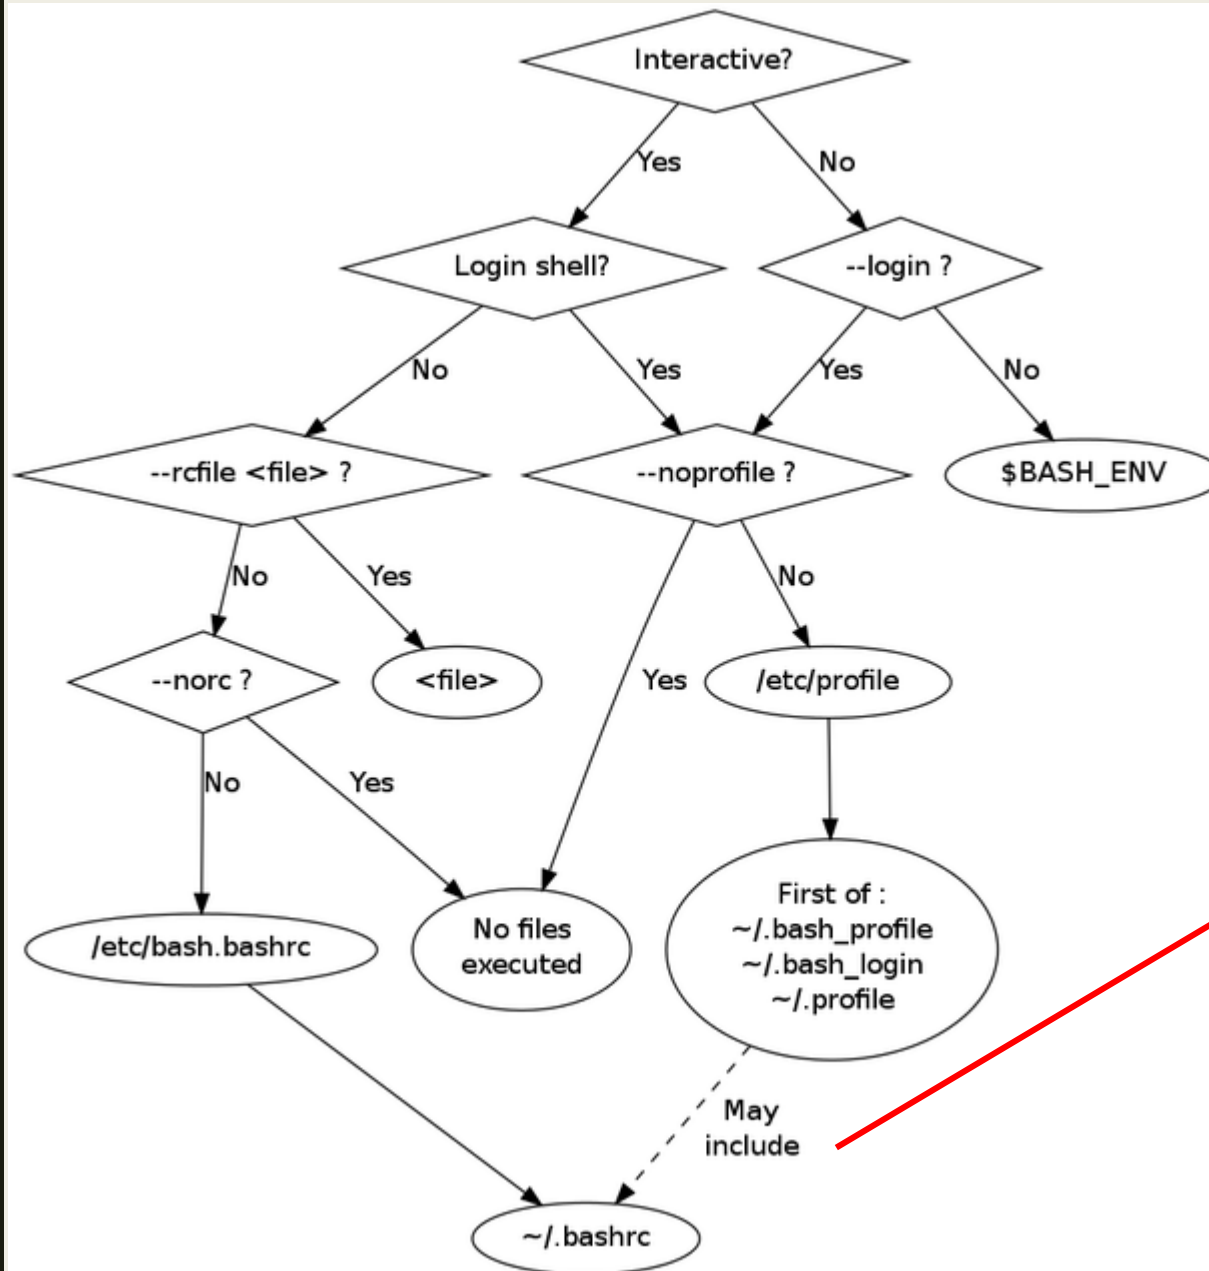 Interactive?
Yes
No
Login shell?
--login ?
No
Yes
Yes
No
--rcfile <file> ?
--noprofile ?
$BASH_ENV
No
Yes
No
--norc ?
<file>
Yes
/etc/profile
No
Yes
First of :
~/.bash_profile
~/.bash_login
~/.profile
/etc/bash.bashrc
No files
executed
May
include
~/.bashrc